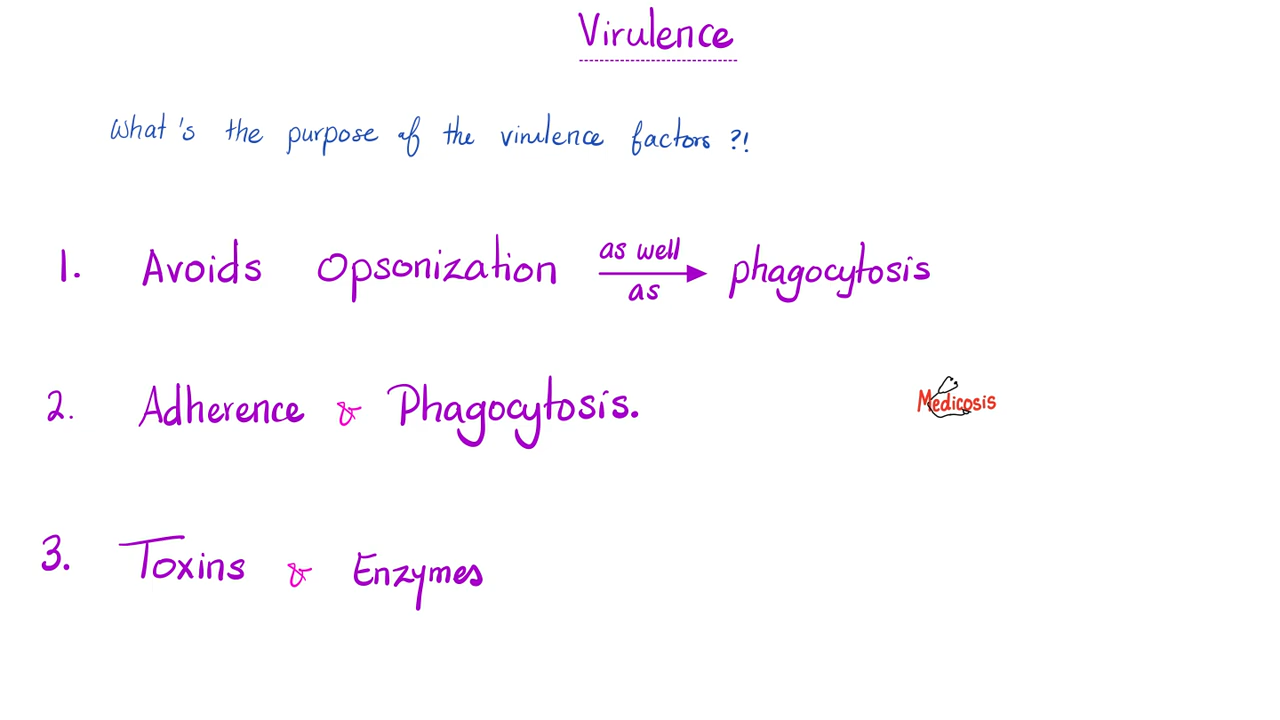 Virulence
What's the purpose of the virulence factors ?!
1. Avoids Opsonization as well as phagocytosis
2. Adherence & Phagocytosis.
Medicosis
3. Toxins & Enzymes